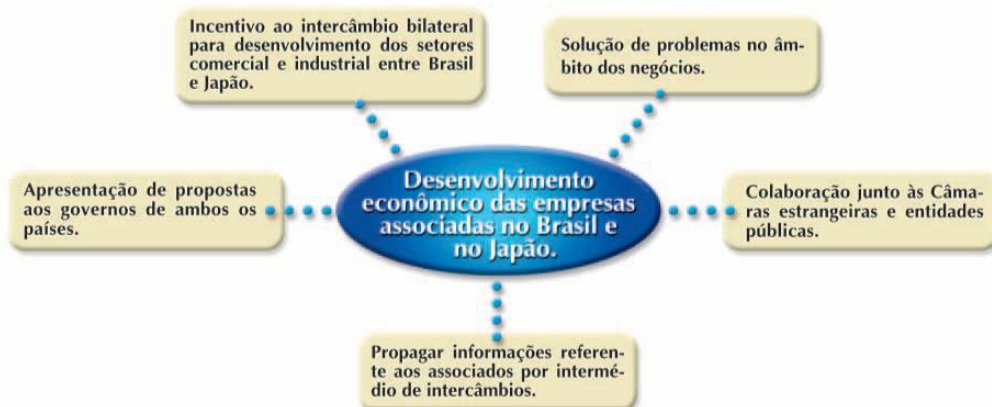 Incentivo ao intercâmbio bilateral
para desenvolvimento dos setores
comercial e industrial entre Brasil
e Japão.
Solução de problemas no âm-
bito dos negócios.
Apresentação de propostas
aos governos de ambos os
países.
Desenvolvimento
econômico das empresas
associadas no Brasil e
no Japão.
Colaboração junto às Câma-
ras estrangeiras e entidades
públicas.
Propagar informações referen-
te aos associados por intermé-
dio de intercâmbios.